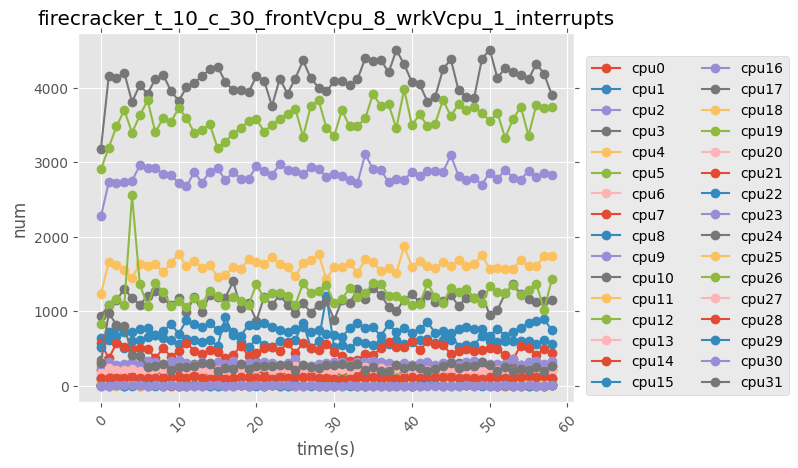 firecracker_t_10_c_30_frontVcpu_8_wrkVcpu_1_interrupts
num
4000
3000
2000
1000
0
0
10
20
30
40
50
60
time(s)
cpu0
cpu1
cpu2
cpu3
cpu4
cpu5
cpu6
cpu7
cpu8
cpu9
cpu10
cpu11
cpu12
cpu13
cpu14
cpu15
cpu16
cpu17
cpu18
cpu19
cpu20
cpu21
cpu22
cpu23
cpu24
cpu25
cpu26
cpu27
cpu28
cpu29
cpu30
cpu31